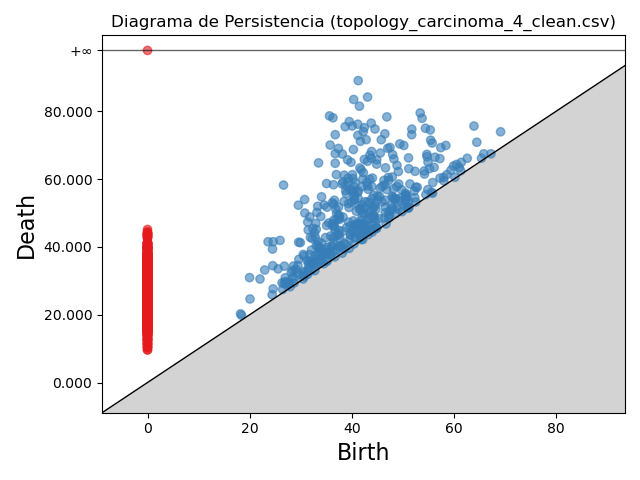 Diagrama de Persistencia (topology_carcinoma_4_clean.csv)
+∞
80.000
60.000
40.000
20.000
0.000
Death
0 20 40 60 80
Birth